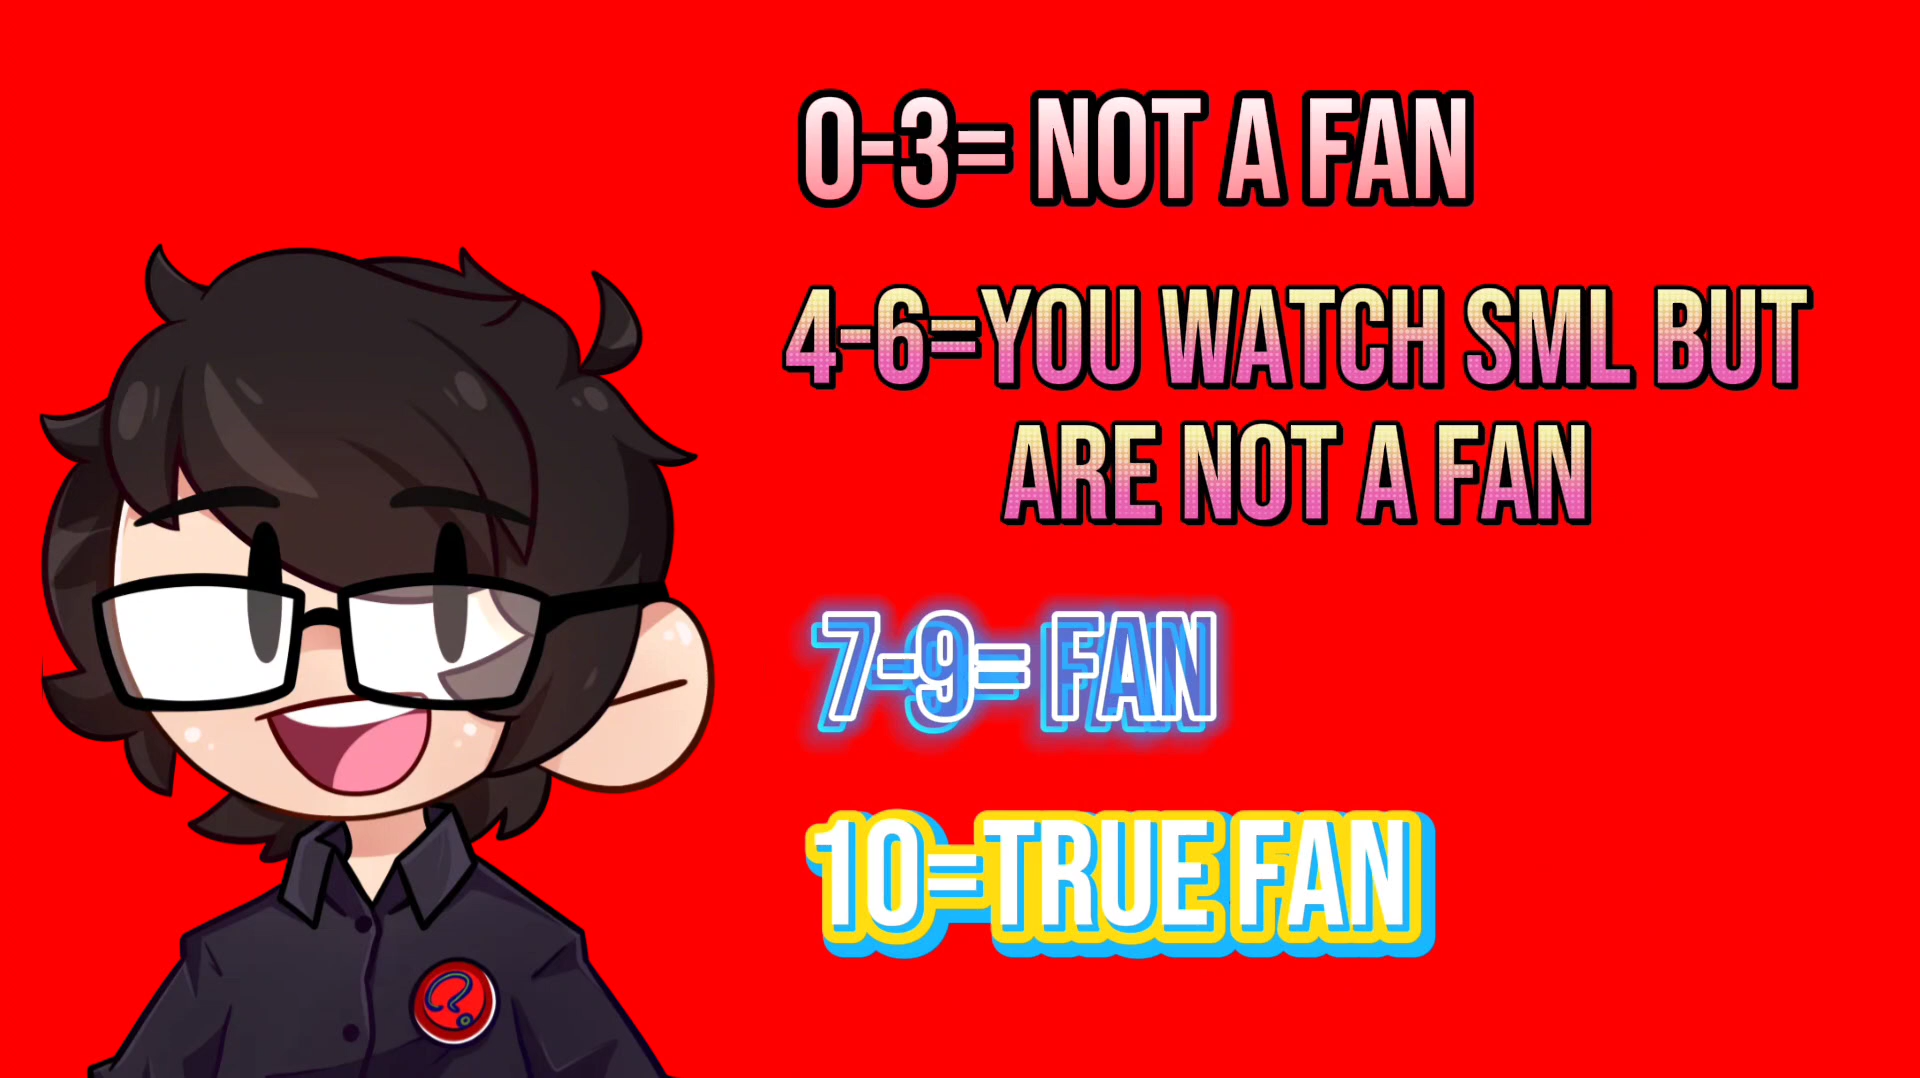 0-3= NOT A FAN
4-6=YOU WATCH SML BUT
ARE NOT A FAN
7-9= FAN
10=TRUE FAN
?